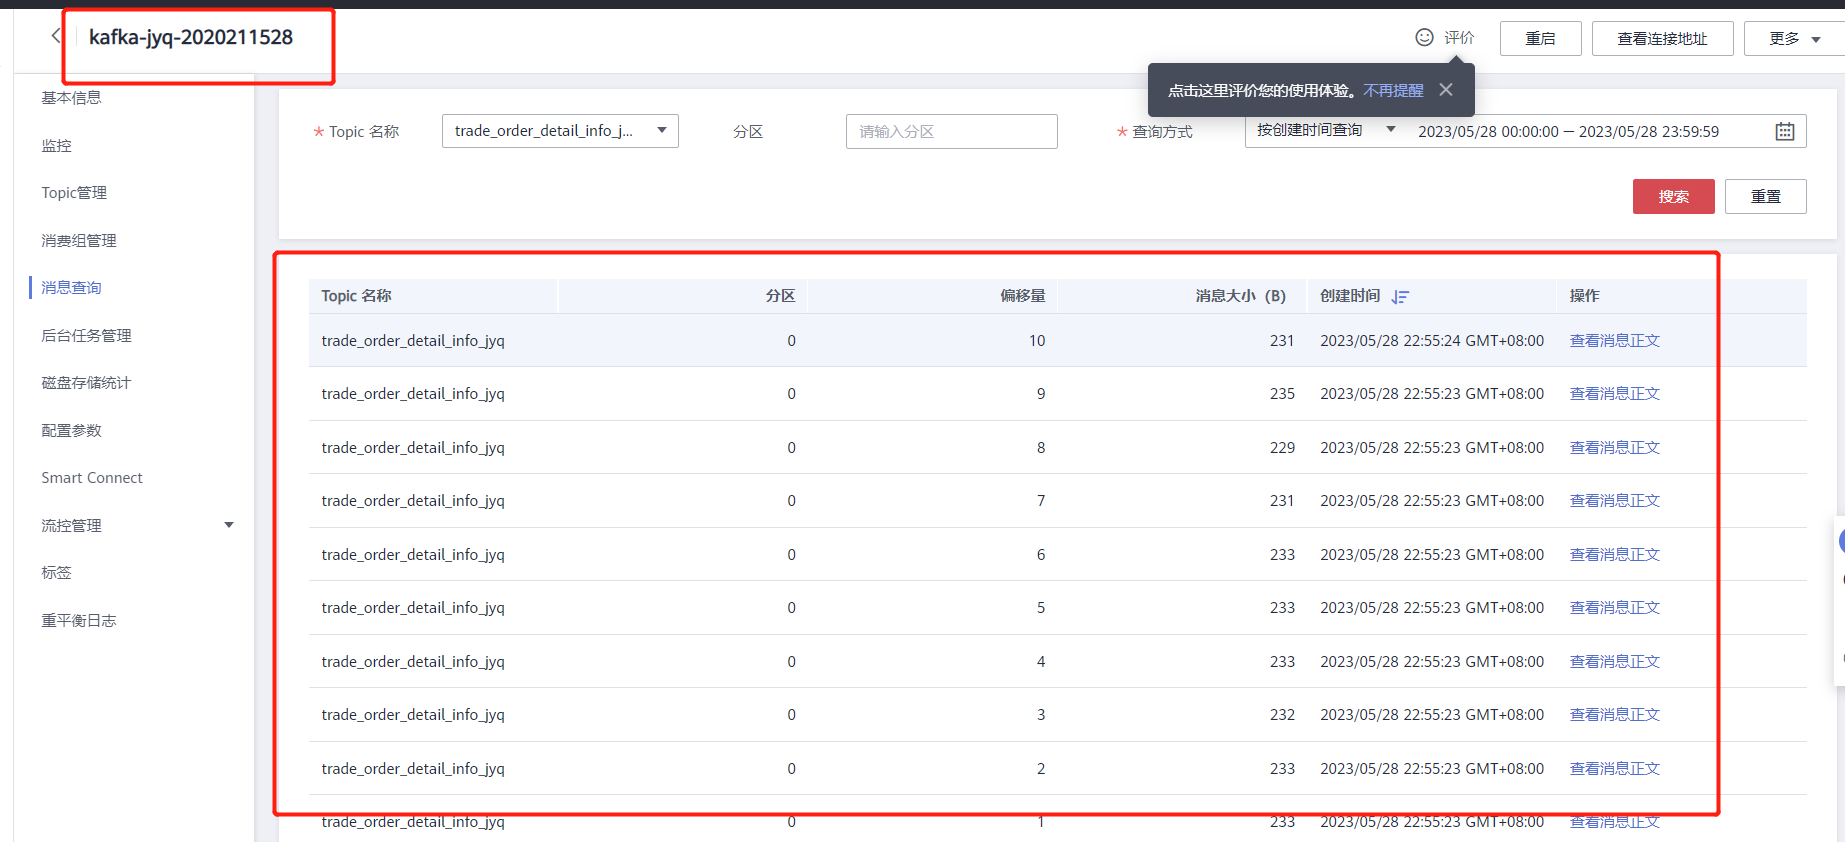 kafka-jyq-2020211528
评价
重启
查看连接地址
更多
点击这里评价您的使用体验。不再提醒
基本信息
监控
Topic管理
消费组管理
消息查询
后台任务管理
磁盘存储统计
配置参数
Smart Connect
流控管理
标签
重平衡日志
* Topic 名称 trade_order_detail_info_j... 分区 请输入分区 * 查询方式 按创建时间查询 2023/05/28 00:00:00 — 2023/05/28 23:59:59
搜索 重置
Topic 名称 分区 偏移量 消息大小 (B) 创建时间 操作
trade_order_detail_info_jyq 0 10 231 2023/05/28 22:55:24 GMT+08:00 查看消息正文
trade_order_detail_info_jyq 0 9 235 2023/05/28 22:55:23 GMT+08:00 查看消息正文
trade_order_detail_info_jyq 0 8 229 2023/05/28 22:55:23 GMT+08:00 查看消息正文
trade_order_detail_info_jyq 0 7 231 2023/05/28 22:55:23 GMT+08:00 查看消息正文
trade_order_detail_info_jyq 0 6 233 2023/05/28 22:55:23 GMT+08:00 查看消息正文
trade_order_detail_info_jyq 0 5 233 2023/05/28 22:55:23 GMT+08:00 查看消息正文
trade_order_detail_info_jyq 0 4 233 2023/05/28 22:55:23 GMT+08:00 查看消息正文
trade_order_detail_info_jyq 0 3 232 2023/05/28 22:55:23 GMT+08:00 查看消息正文
trade_order_detail_info_jyq 0 2 233 2023/05/28 22:55:23 GMT+08:00 查看消息正文
trade_order_detail_info_jyq 0 1 233 2023/05/28 22:55:23 GMT+08:00 查看消息正文